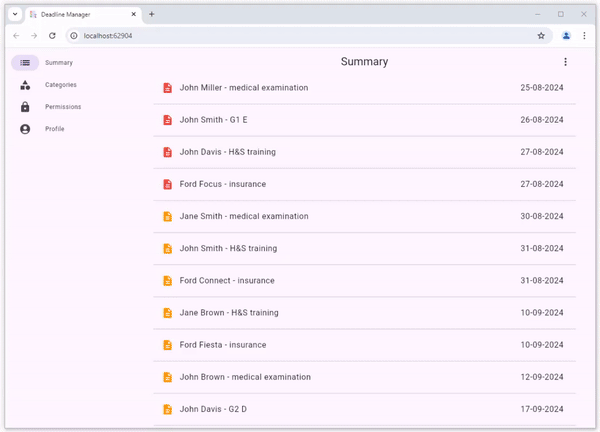 Deadline Manager
localhost:62904
Summary
Categories
Permissions
Profile
Summary
John Miller - medical examination 25-08-2024
John Smith - G1 E 26-08-2024
John Davis - H&S training 27-08-2024
Ford Focus - insurance 27-08-2024
Jane Smith - medical examination 30-08-2024
John Smith - H&S training 31-08-2024
Ford Connect - insurance 31-08-2024
Jane Brown - H&S training 10-09-2024
Ford Fiesta - insurance 10-09-2024
John Brown - medical examination 12-09-2024
John Davis - G2 D 17-09-2024